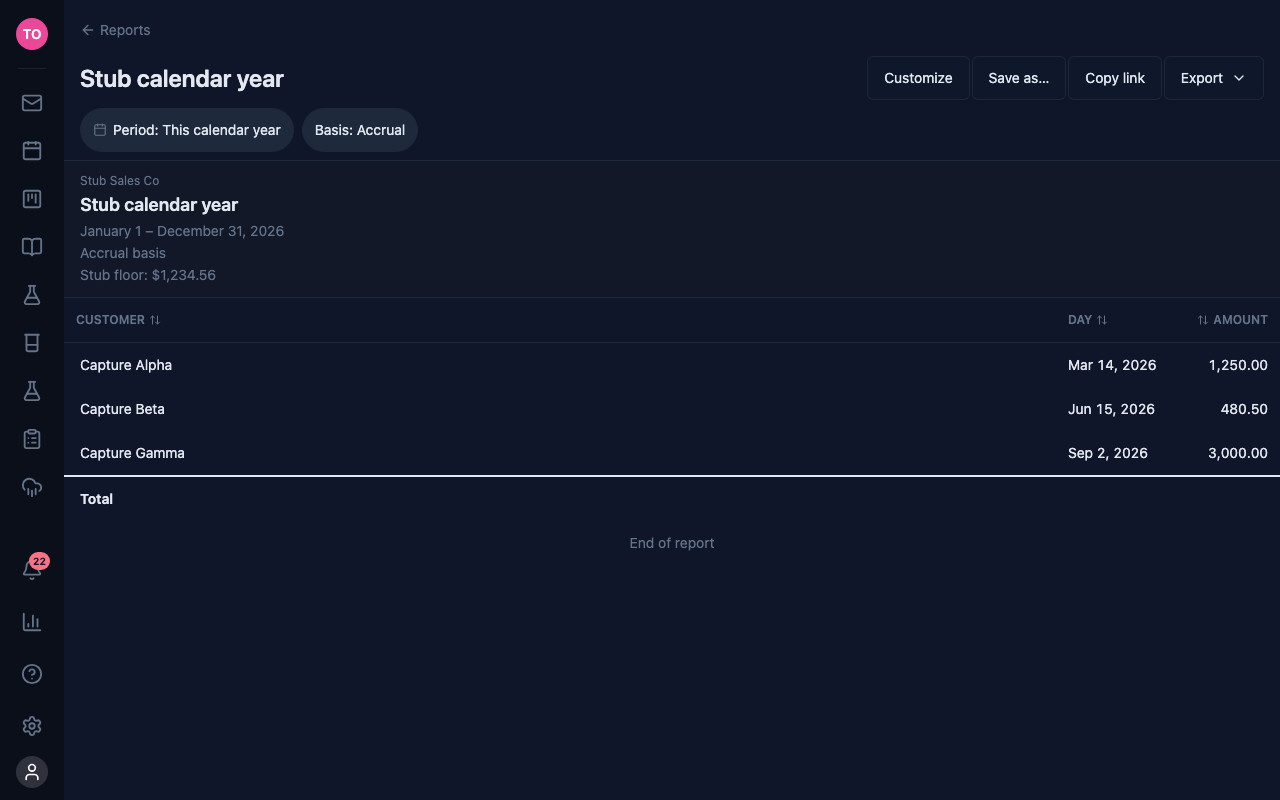 TO
Reports
Stub calendar year
Customize
Save as...
Copy link
Export
Period: This calendar year
Basis: Accrual
Stub Sales Co
Stub calendar year
January 1 – December 31, 2026
Accrual basis
Stub floor: $1,234.56
CUSTOMER DAY AMOUNT
Capture Alpha Mar 14, 2026 1,250.00
Capture Beta Jun 15, 2026 480.50
Capture Gamma Sep 2, 2026 3,000.00
Total
End of report
22